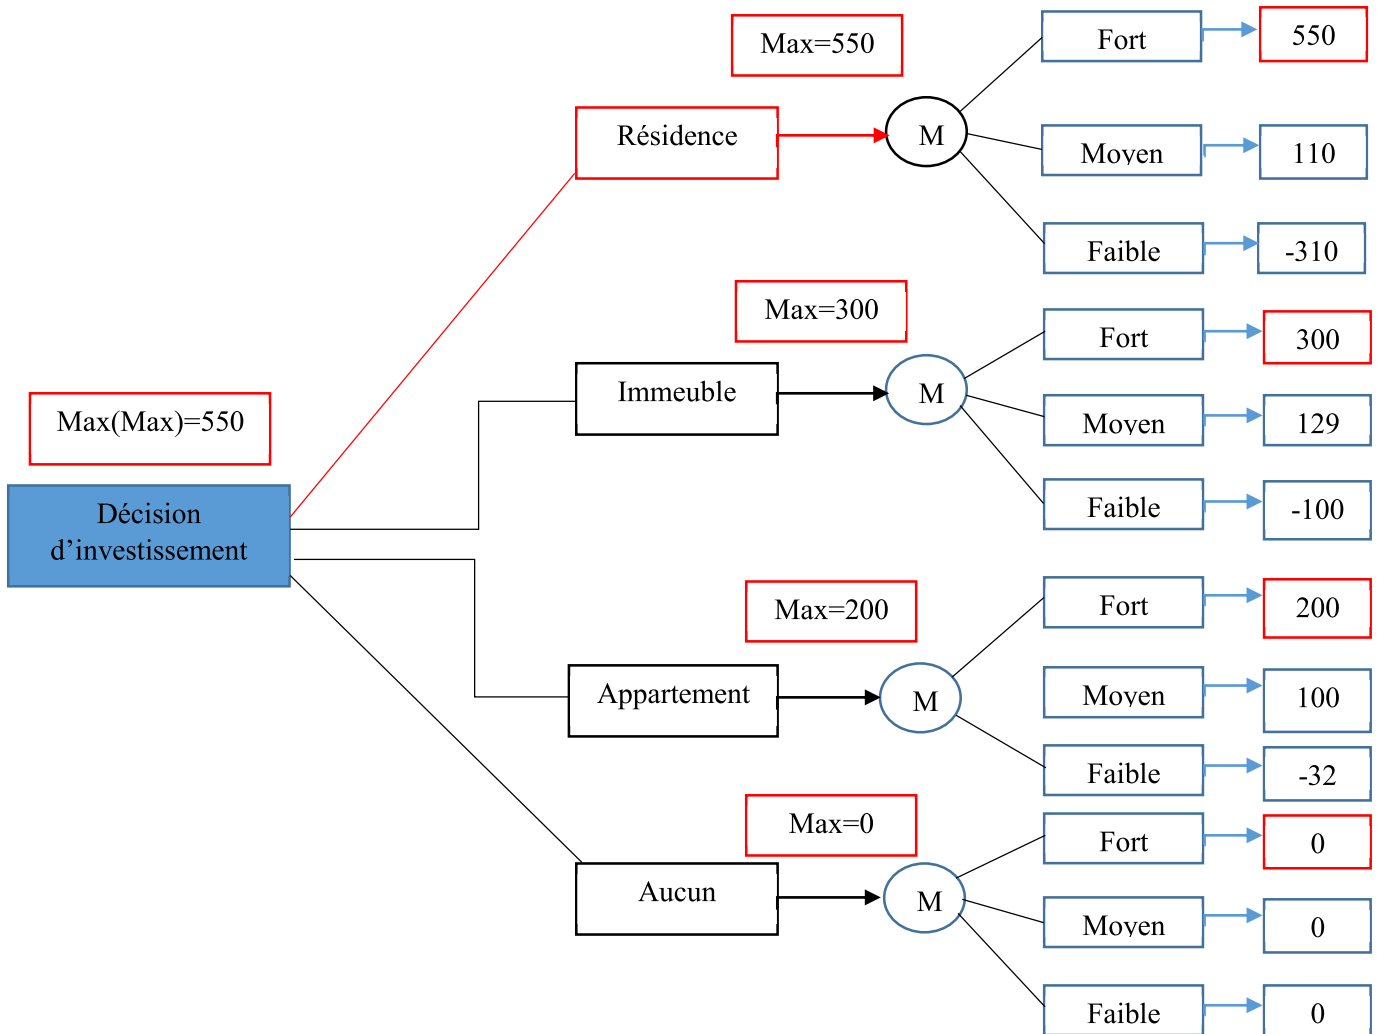 Max=550
Fort
550
Résidence
M
Moyen
110
Faible
-310
Max=300
Fort
300
Immeuble
M
Moyen
129
Faible
-100
Max(Max)=550
Décision
d’investissement
Max=200
Fort
200
Appartement
M
Moyen
100
Faible
-32
Max=0
Fort
0
Aucun
M
Moyen
0
Faible
0